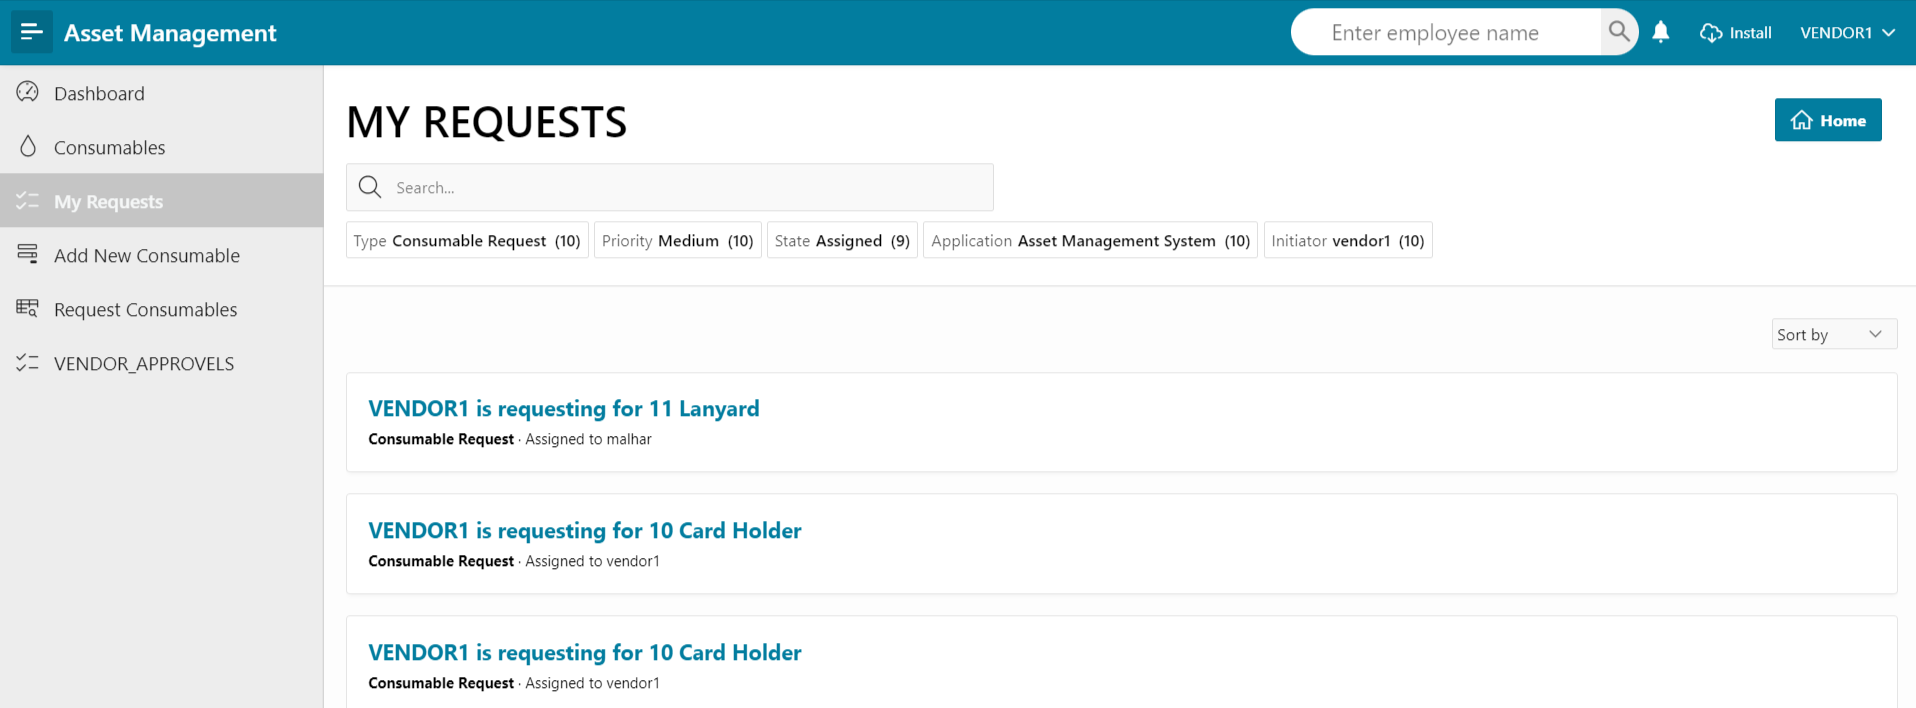 Asset Management
Enter employee name
Install
VENDOR1
Dashboard
Consumables
My Requests
Add New Consumable
Request Consumables
VENDOR_APPROVELS
MY REQUESTS
Home
Search...
Type Consumable Request (10) Priority Medium (10) State Assigned (9) Application Asset Management System (10) Initiator vendor1 (10)
Sort by
VENDOR1 is requesting for 11 Lanyard
Consumable Request · Assigned to malhar
VENDOR1 is requesting for 10 Card Holder
Consumable Request · Assigned to vendor1
VENDOR1 is requesting for 10 Card Holder
Consumable Request · Assigned to vendor1